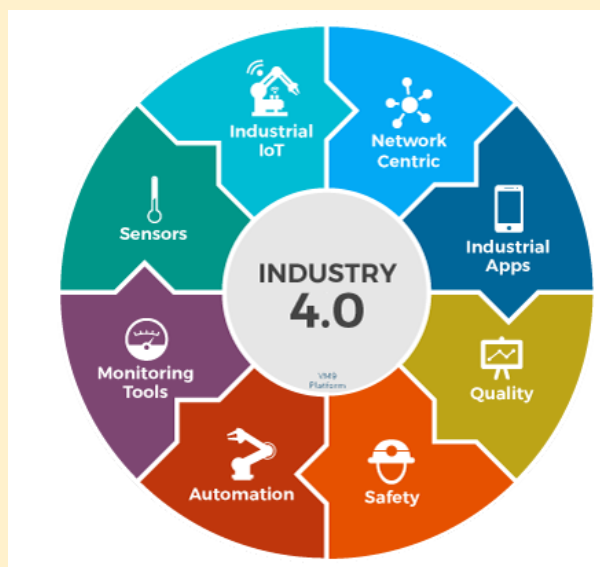 Industrial
IoT
Network
Centric
Industrial
Apps
Quality
Safety
Automation
Monitoring
Tools
Sensors
INDUSTRY
4.0
VM9
Platform